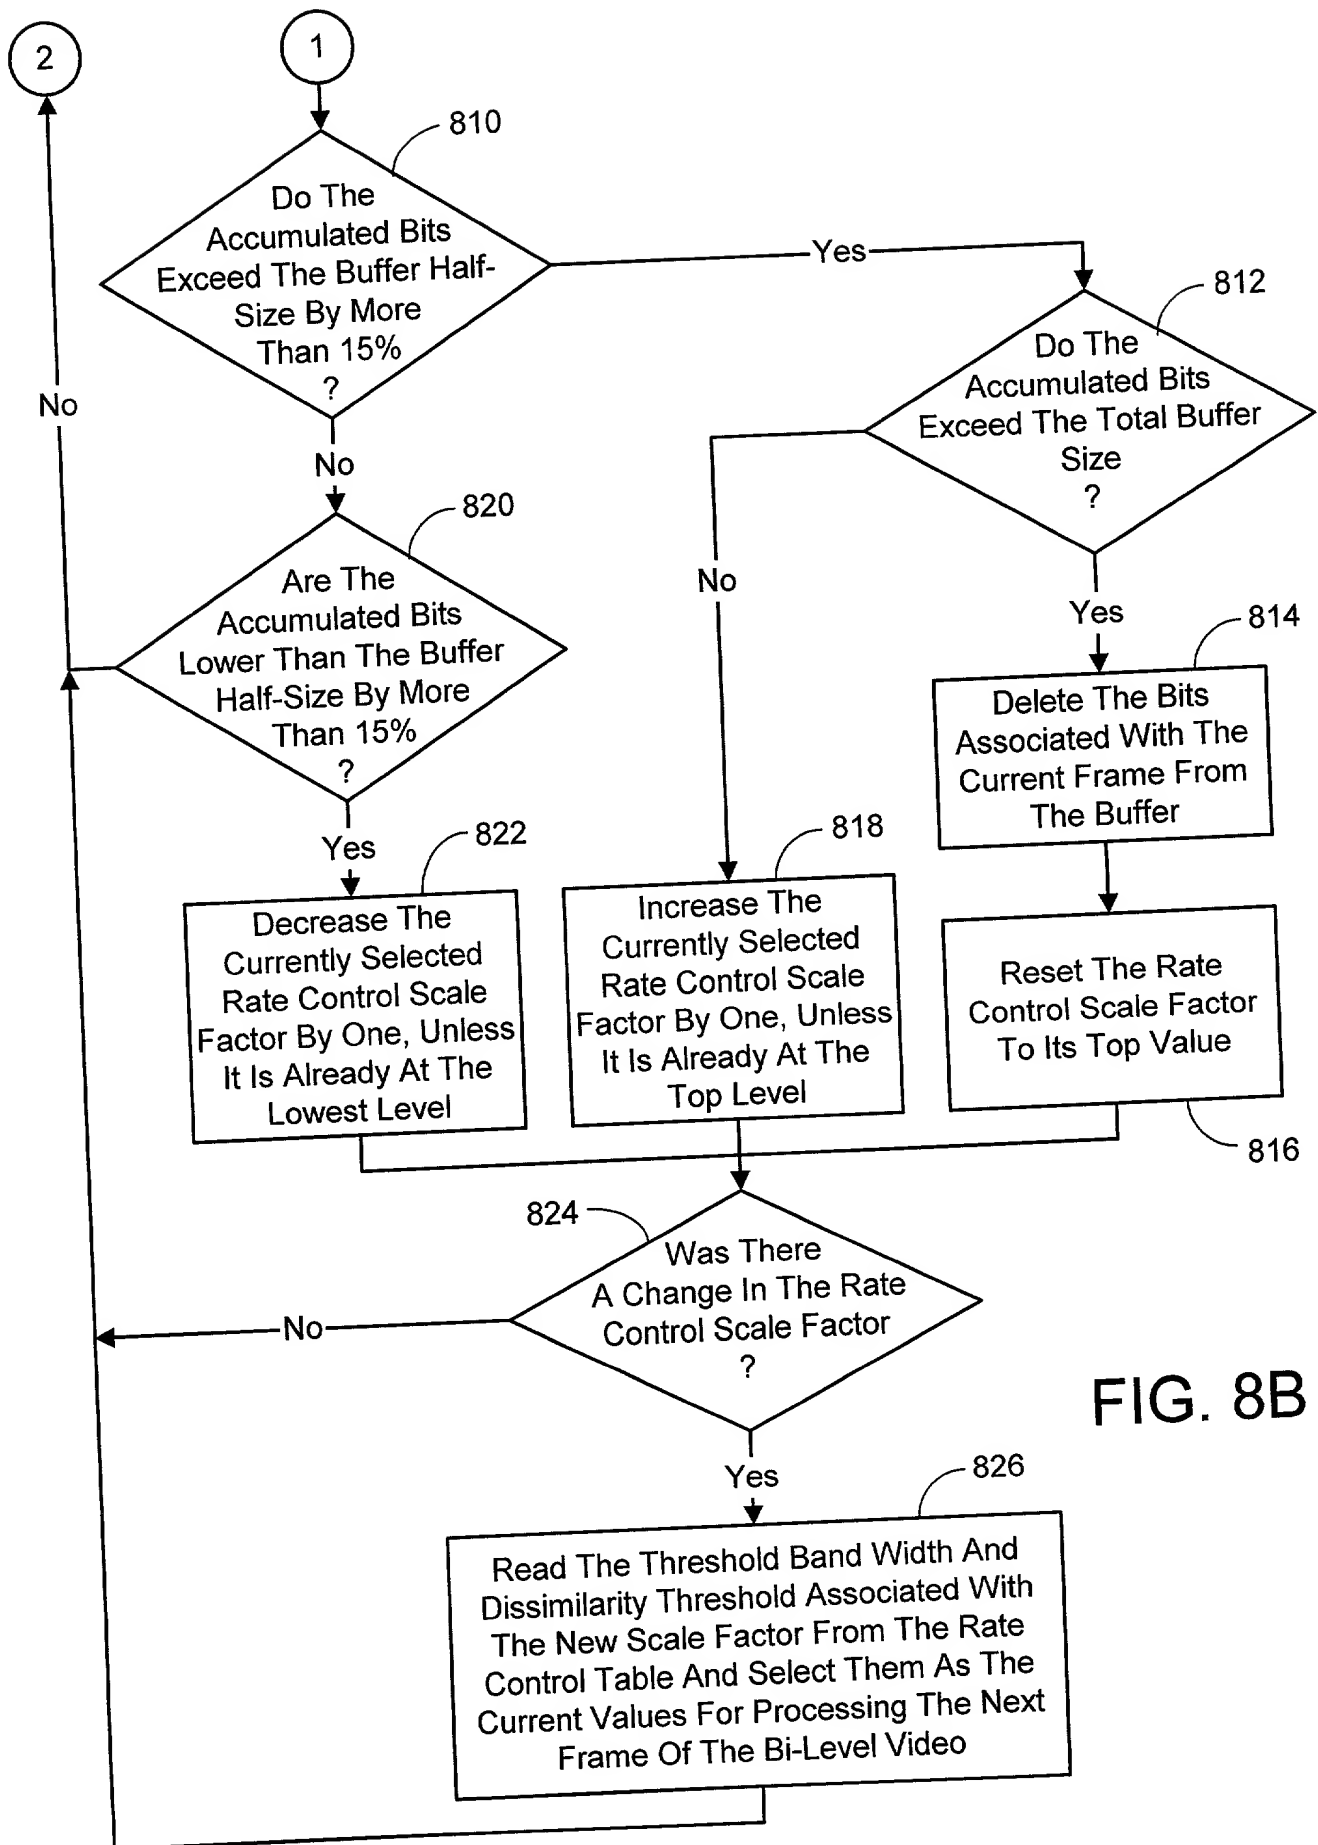 2
1
810
Do The
Accumulated Bits
Exceed The Buffer Half-
Size By More
Than 15%
?
Yes
812
Do The
Accumulated Bits
Exceed The Total Buffer
Size
?
No
No
820
Are The
Accumulated Bits
Lower Than The Buffer
Half-Size By More
Than 15%
?
No
Yes
814
Delete The Bits
Associated With The
Current Frame From
The Buffer
Yes
822
Decrease The
Currently Selected
Rate Control Scale
Factor By One, Unless
It Is Already At The
Lowest Level
818
Increase The
Currently Selected
Rate Control Scale
Factor By One, Unless
It Is Already At The
Top Level
Reset The Rate
Control Scale Factor
To Its Top Value
816
824
Was There
A Change In The Rate
Control Scale Factor
?
No
FIG. 8B
Yes
826
Read The Threshold Band Width And
Dissimilarity Threshold Associated With
The New Scale Factor From The Rate
Control Table And Select Them As The
Current Values For Processing The Next
Frame Of The Bi-Level Video